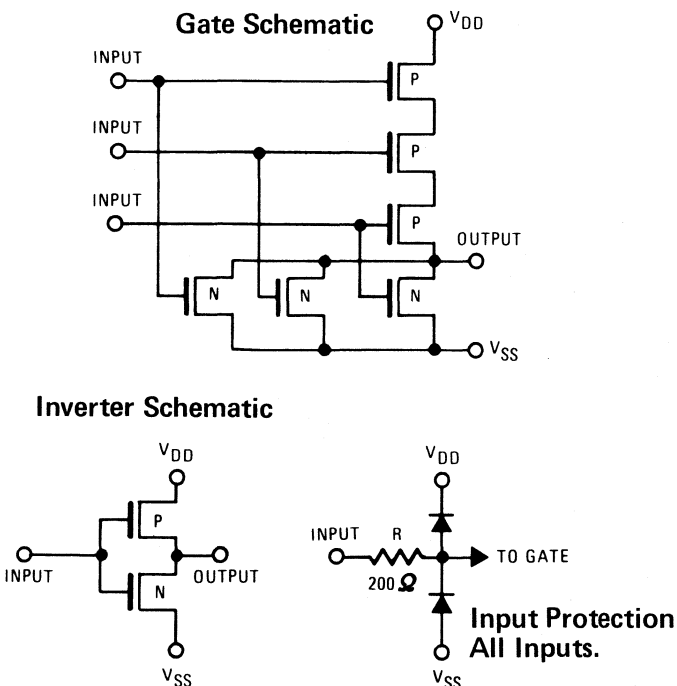 Gate Schematic
VDD
INPUT
P
INPUT
P
INPUT
P
OUTPUT
N
N
N
VSS
Inverter Schematic
VDD
P
INPUT
OUTPUT
N
VSS
VDD
INPUT
R
TO GATE
200 Ω
Input Protection
All Inputs.
VSS